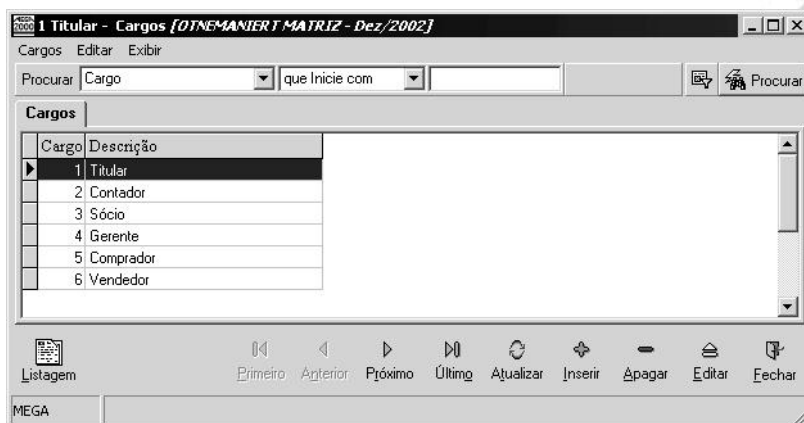 1 Titular - Cargos [OTNEMANIERT MATRIZ - Dez/2002]
Cargos Editar Exibir
Procurar Cargo que Inicie com Procurar
Cargos
Cargo Descrição
1 Titular
2 Contador
3 Sócio
4 Gerente
5 Comprador
6 Vendedor
Listagem Primeiro Anterior Próximo Último Atualizar Inserir Apagar Editar Fechar
MEGA